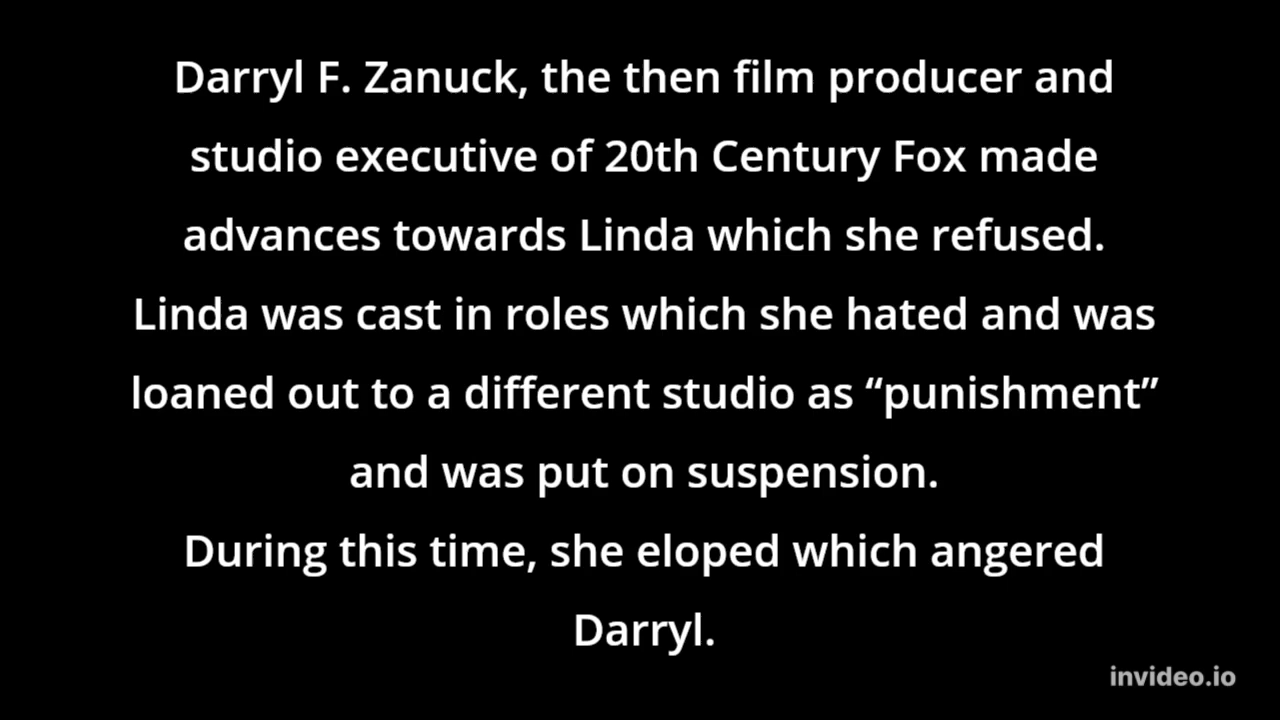 Darryl F. Zanuck, the then film producer and
studio executive of 20th Century Fox made
advances towards Linda which she refused.
Linda was cast in roles which she hated and was
loaned out to a different studio as “punishment”
and was put on suspension.
During this time, she eloped which angered
Darryl.
invideo.io